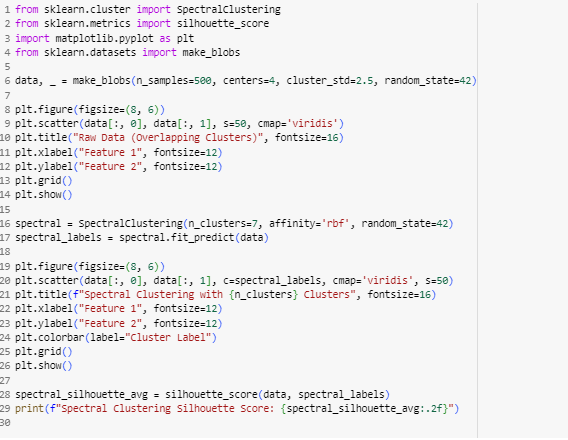 1 from sklearn.cluster import SpectralClustering
2 from sklearn.metrics import silhouette_score
3 import matplotlib.pyplot as plt
4 from sklearn.datasets import make_blobs
5
6 data, _ = make_blobs(n_samples=500, centers=4, cluster_std=2.5, random_state=42)
7
8 plt.figure(figsize=(8, 6))
9 plt.scatter(data[:, 0], data[:, 1], s=50, cmap='viridis')
10 plt.title("Raw Data (Overlapping Clusters)", fontsize=16)
11 plt.xlabel("Feature 1", fontsize=12)
12 plt.ylabel("Feature 2", fontsize=12)
13 plt.grid()
14 plt.show()
15
16 spectral = SpectralClustering(n_clusters=7, affinity='rbf', random_state=42)
17 spectral_labels = spectral.fit_predict(data)
18
19 plt.figure(figsize=(8, 6))
20 plt.scatter(data[:, 0], data[:, 1], c=spectral_labels, cmap='viridis', s=50)
21 plt.title(f"Spectral Clustering with {n_clusters} Clusters", fontsize=16)
22 plt.xlabel("Feature 1", fontsize=12)
23 plt.ylabel("Feature 2", fontsize=12)
24 plt.colorbar(label="Cluster Label")
25 plt.grid()
26 plt.show()
27
28 spectral_silhouette_avg = silhouette_score(data, spectral_labels)
29 print(f"Spectral Clustering Silhouette Score: {spectral_silhouette_avg:.2f}")
30